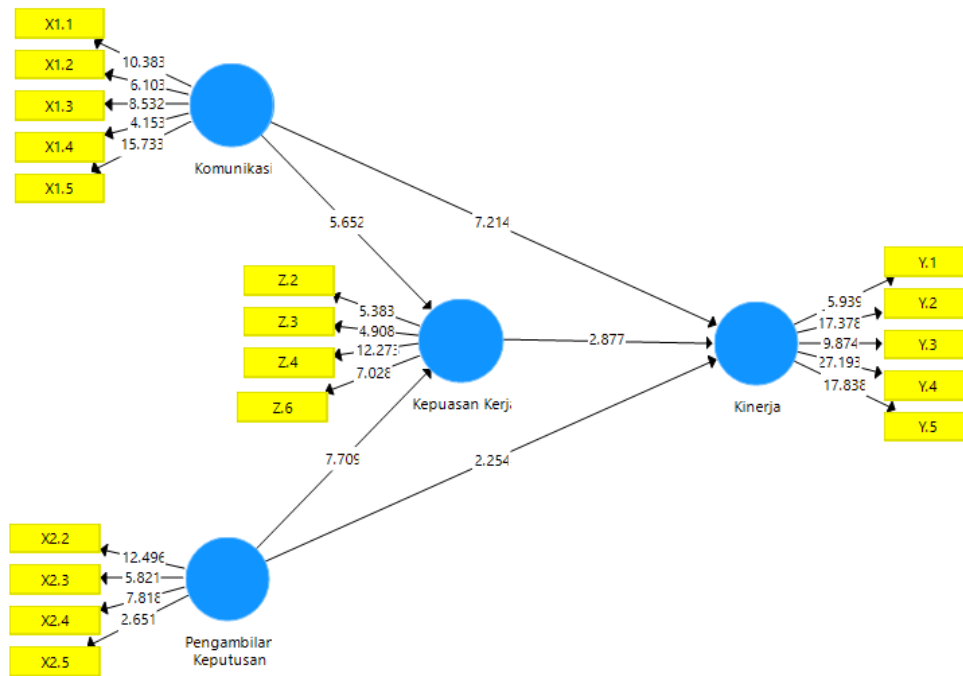 X1.1
X1.2
X1.3
X1.4
X1.5
10.383
6.103
8.532
4.153
15.733
Komunikasi
5.652
7.214
Z.2
Z.3
Z.4
Z.6
5.383
4.908
12.273
7.028
Kepuasan Kerja
2.877
Kinerja
5.939
17.378
9.874
27.193
17.838
Y.1
Y.2
Y.3
Y.4
Y.5
7.709
2.254
X2.2
X2.3
X2.4
X2.5
12.496
5.821
7.818
2.651
Pengambilan
Keputusan